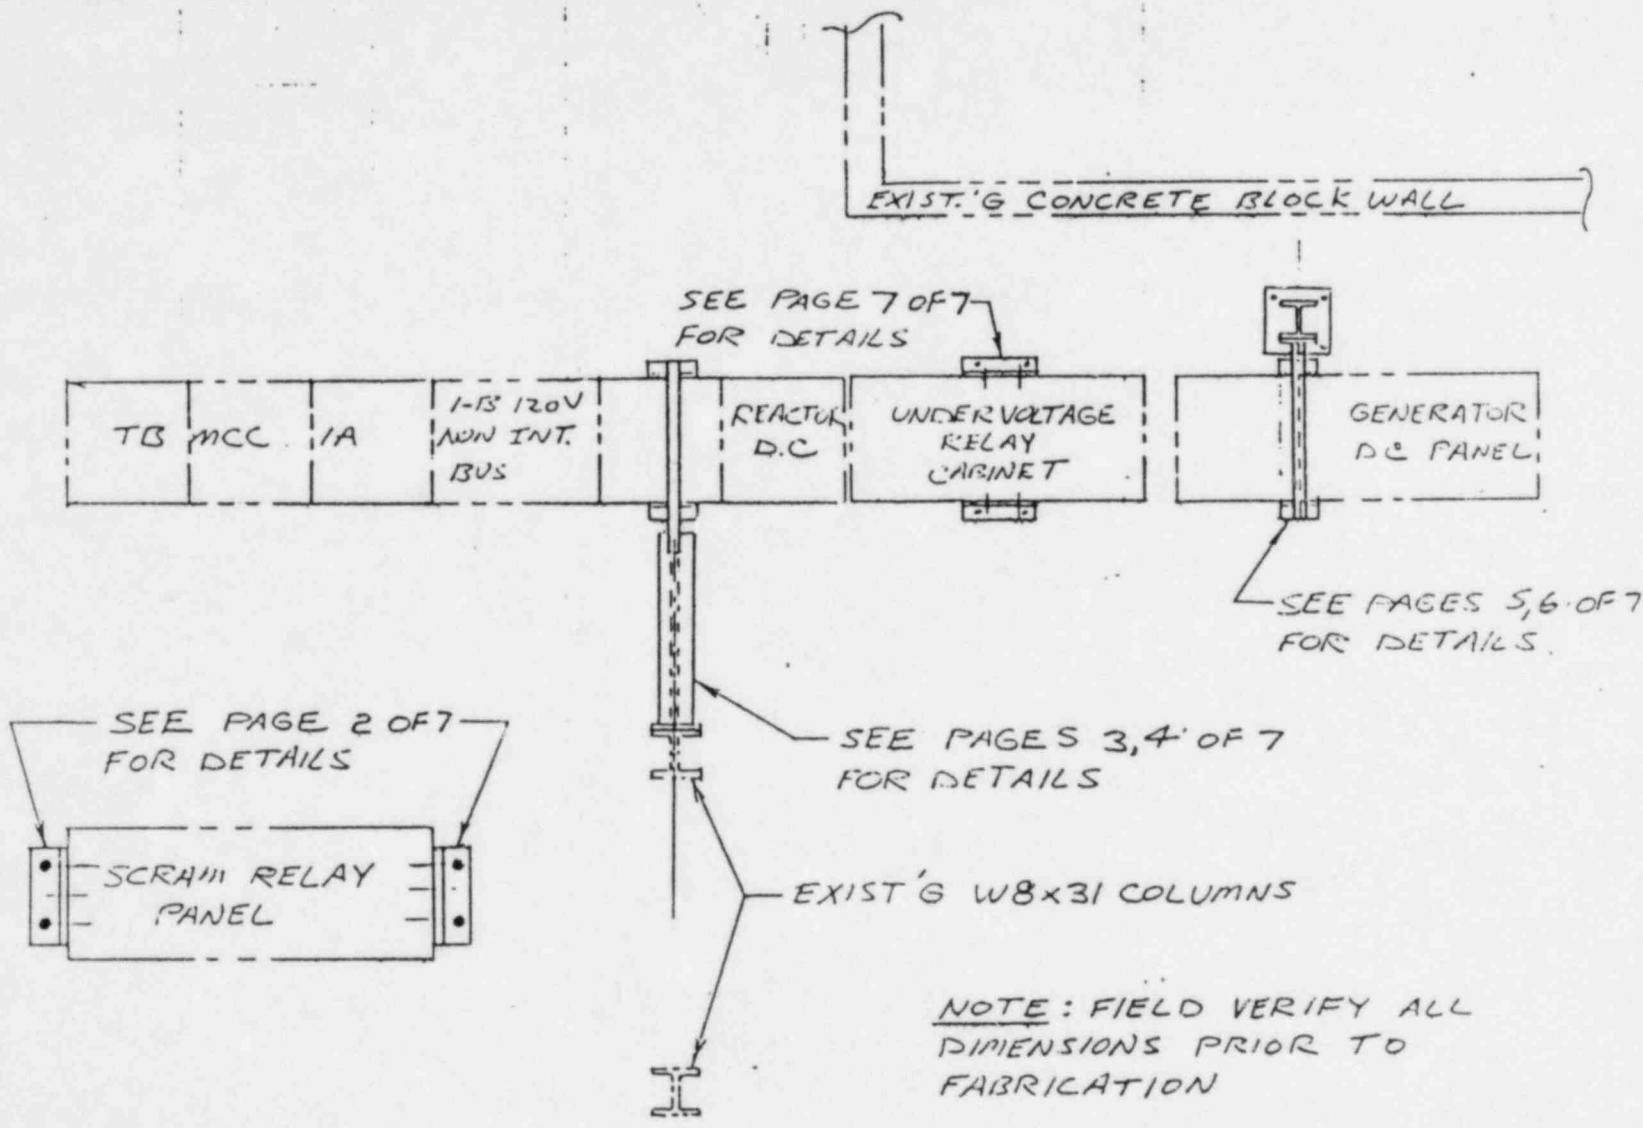 EXIST.'G CONCRETE BLOCK WALL
SEE PAGE 7 OF 7
FOR DETAILS
TB MCC 1A
1-B 120V
NON INT.
BUS
REACTOR
D.C
UNDERVOLTAGE
RELAY
CABINET
GENERATOR
DC PANEL
SEE PAGES 5,6 OF 7
FOR DETAILS.
SEE PAGE 2 OF 7
FOR DETAILS
SEE PAGES 3,4 OF 7
FOR DETAILS
SCRAM RELAY
PANEL
EXIST'G W8x31 COLUMNS
NOTE: FIELD VERIFY ALL
DIMENSIONS PRIOR TO
FABRICATION